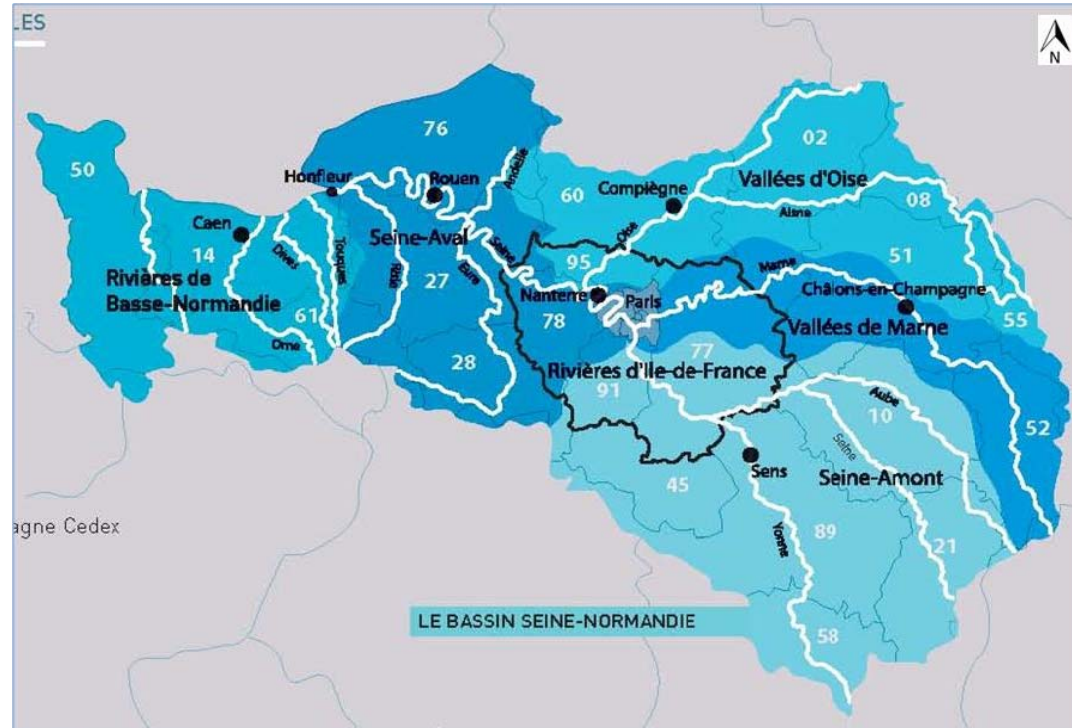 LES
N
76
50
02
Andelle
Honfleur
Rouen
60
Compiègne
Vallées d'Oise
08
Aisne
Caen
14
Dives
Touques
Seine-Aval
Risle
Seine
Oise
Eure
95
51
Marne
Rivières de
Basse-Normandie
27
Nanterre
Paris
Châlons-en-Champagne
61
78
Vallées de Marne
55
Orne
28
77
Rivières d'Ile-de-France
91
Aube
10
52
Seine
Sens
Seine-Amont
45
agne Cedex
Yonne
89
21
LE BASSIN SEINE-NORMANDIE
58